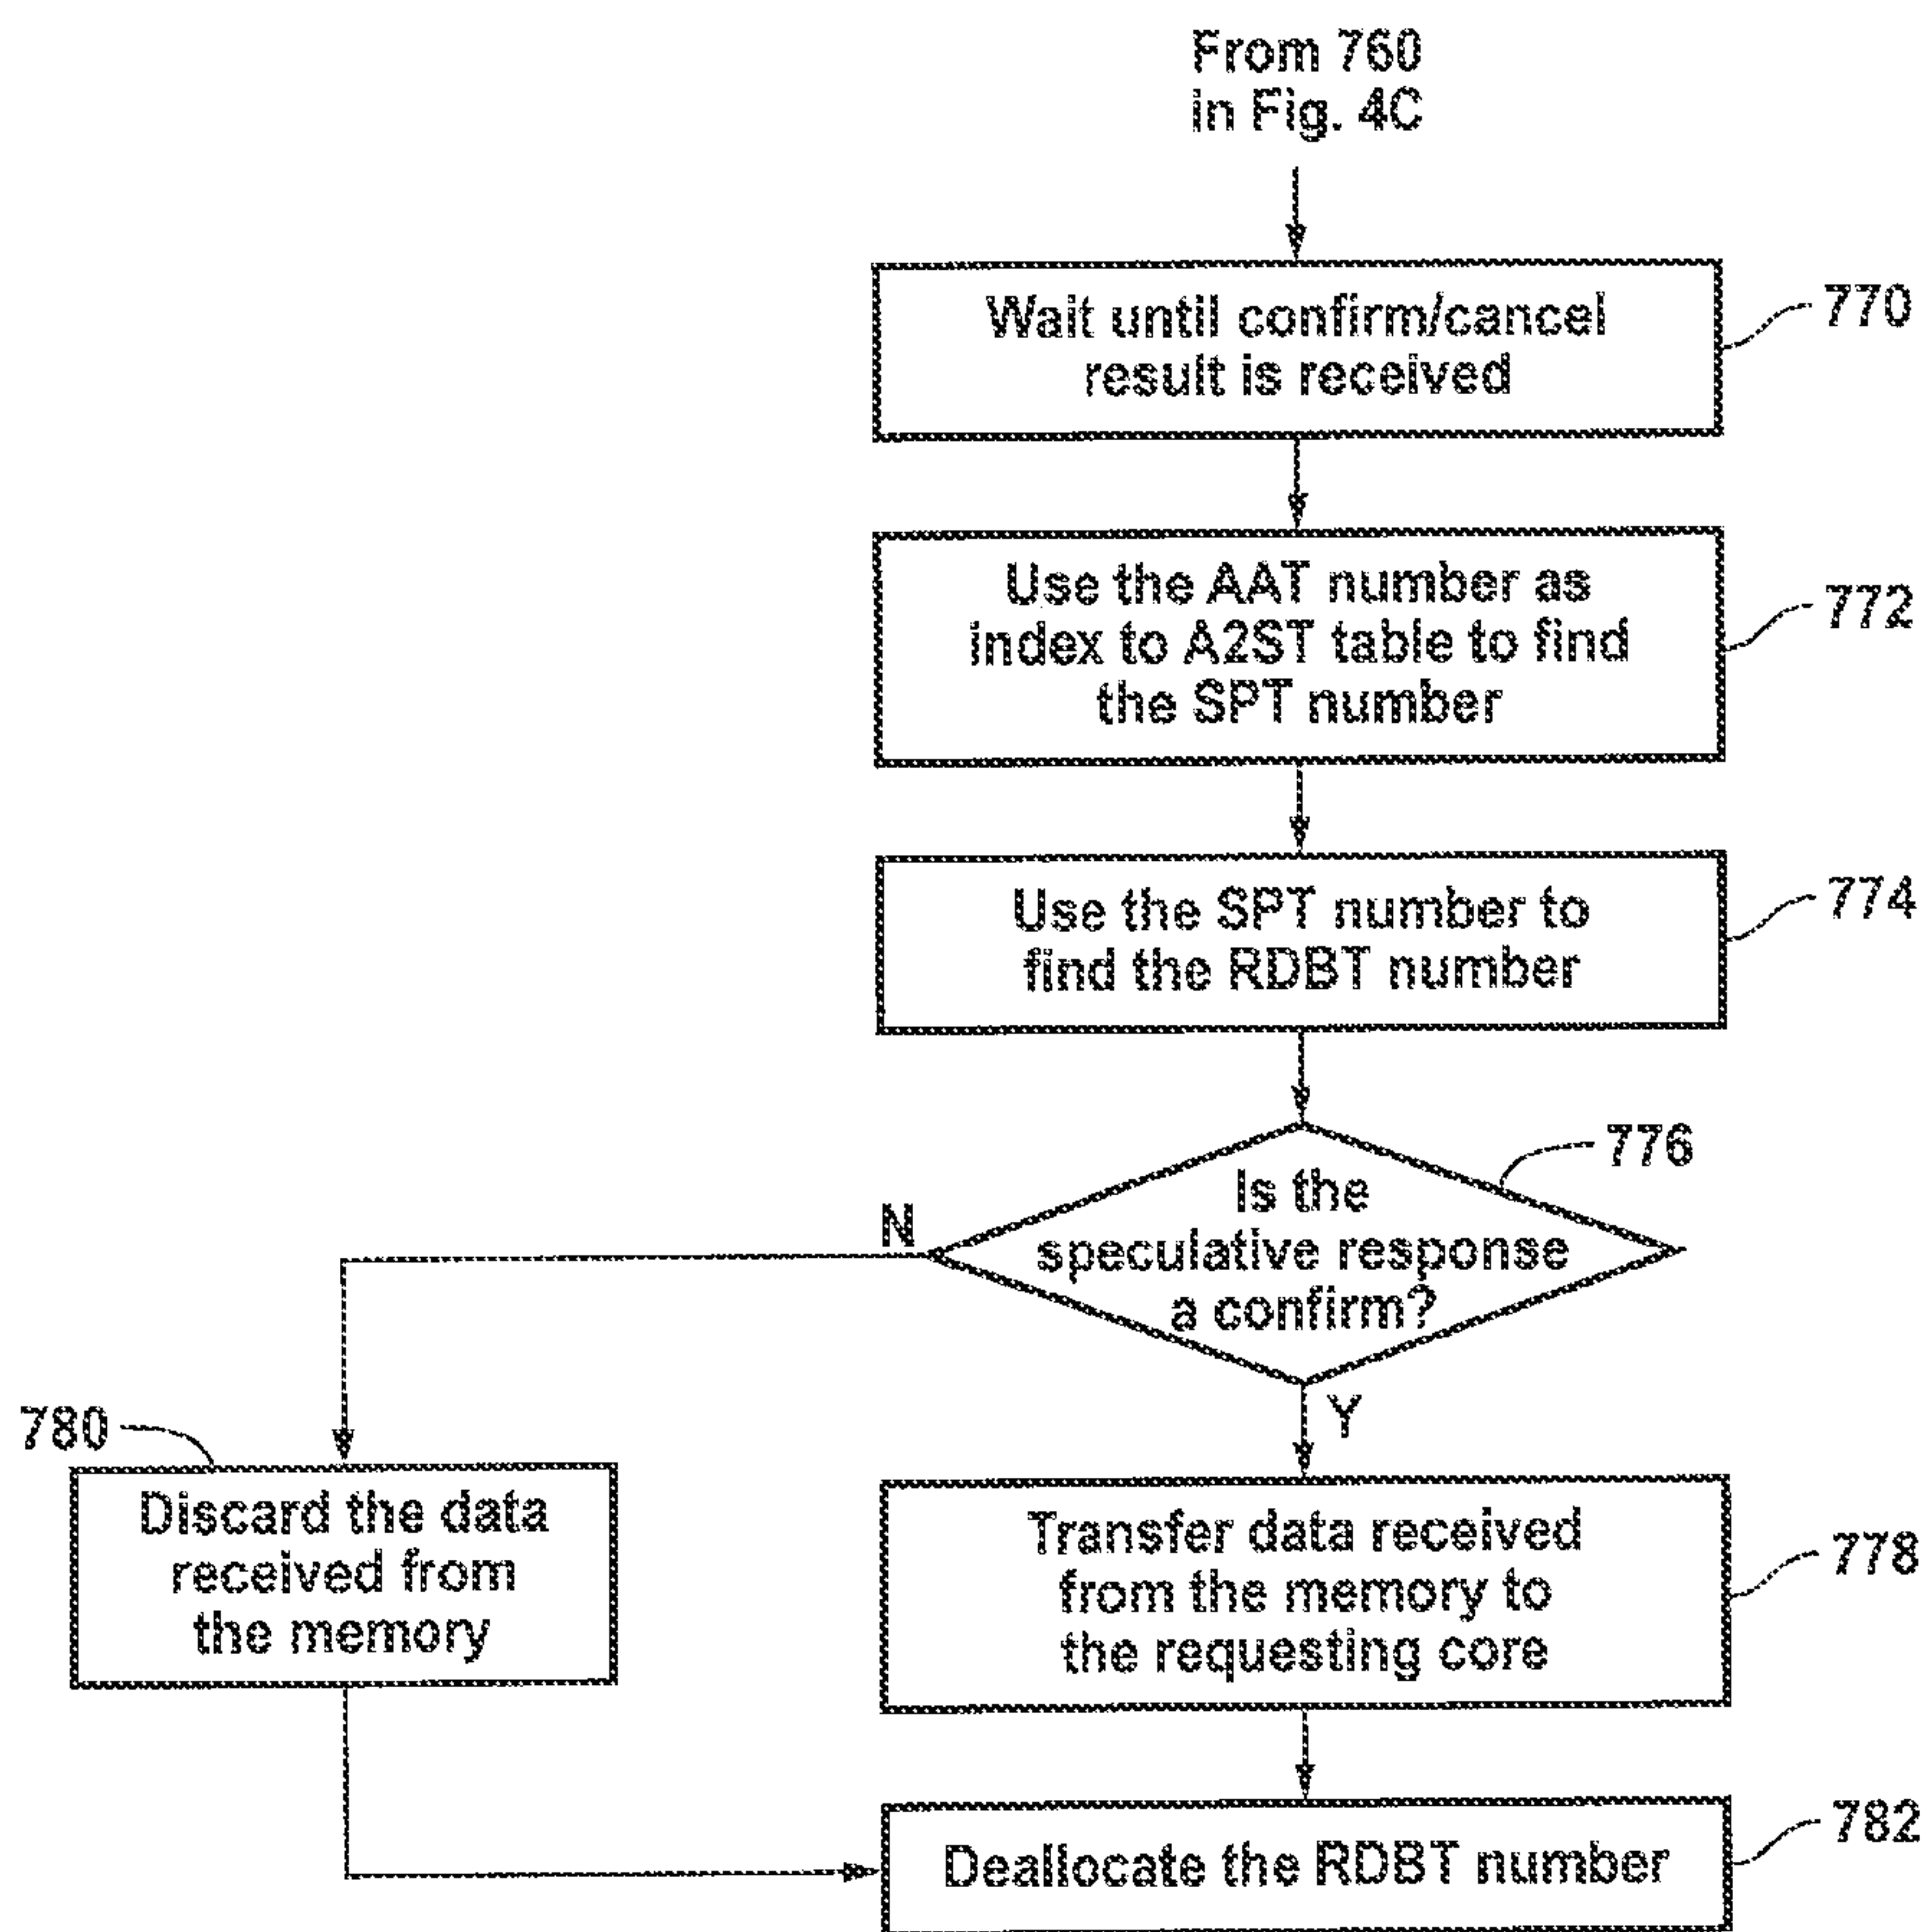 From 760
in Fig. 4C
Wait until confirm/cancel
result is received
770
Use the AAT number as
index to A2ST table to find
the SPT number
772
Use the SPT number to
find the RDBT number
774
776
Is the
speculative response
a confirm?
N
Y
780
Discard the data
received from
the memory
Transfer data received
from the memory to
the requesting core
778
Deallocate the RDBT number
782